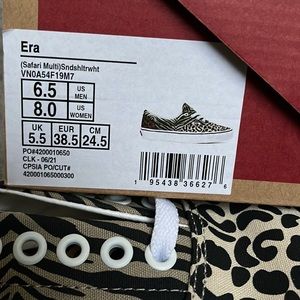 Era
(Safari Multi)Sndshltrwht
VN0A54F19M7
6.5 US MEN
8.0 US WOMEN
UK EUR CM
5.5 38.5 24.5
PO#4200010650
CLK - 06/21
CPSIA PO/CUT#
420001065000300
1 95438 36627 6